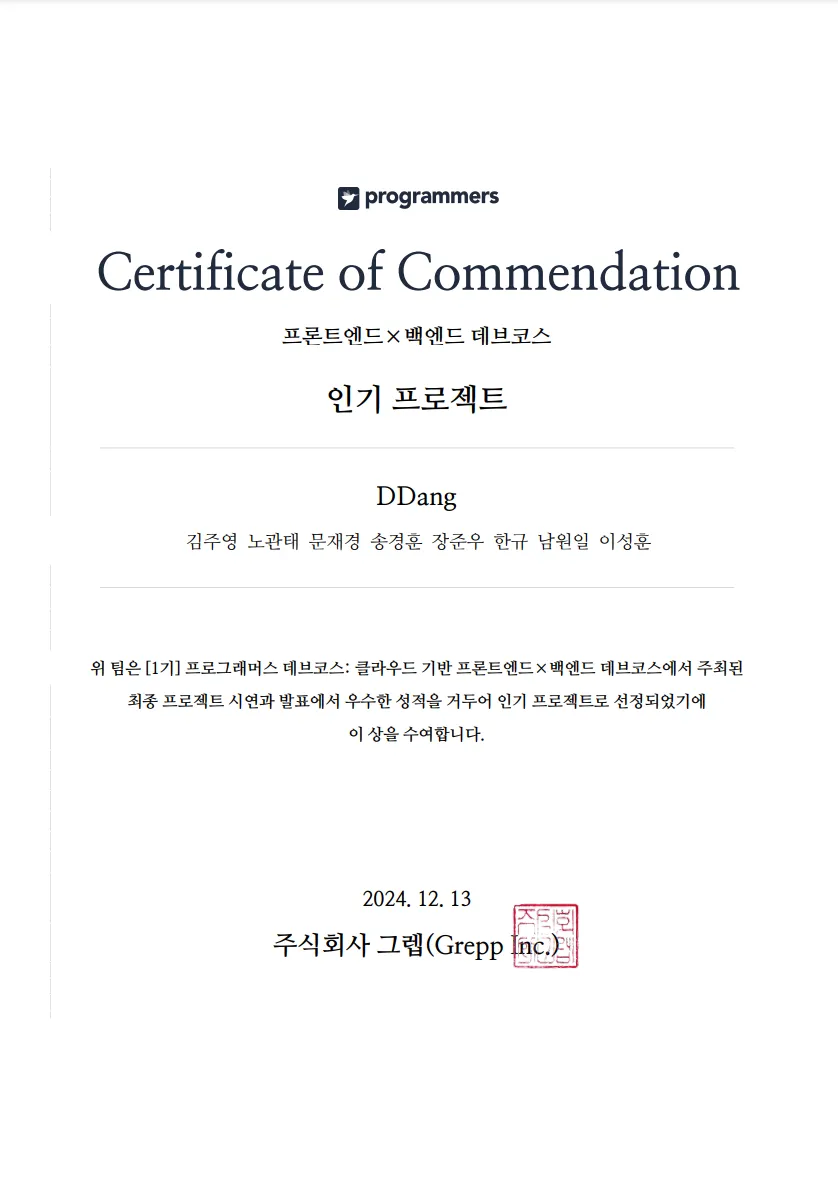 programmers
Certificate of Commendation
프론트엔드×백엔드 데브코스
인기 프로젝트
DDang
김주영 노관태 문재경 송경훈 장준우 한규 남원일 이성훈
위 팀은 [1기] 프로그래머스 데브코스: 클라우드 기반 프론트엔드×백엔드 데브코스에서 주최된
최종 프로젝트 시연과 발표에서 우수한 성적을 거두어 인기 프로젝트로 선정되었기에
이 상을 수여합니다.
2024. 12. 13
주식회사 그렙(Grepp Inc.)